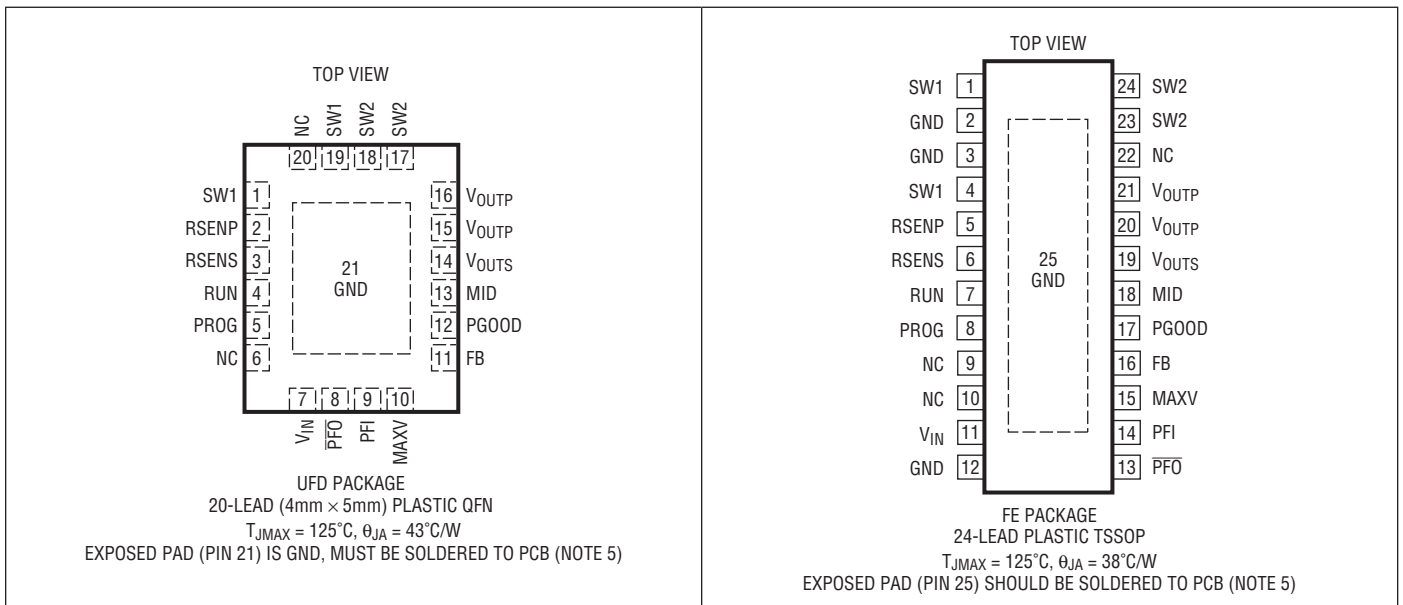 TOP VIEW
NC SW1 SW2 SW2
20 19 18 17
SW1 1
RSENP 2
RSENS 3
RUN 4
PROG 5
NC 6
21
GND
16 VOUTP
15 VOUTP
14 VOUTS
13 MID
12 PGOOD
11 FB
7 8 9 10
VIN P̅F̅O̅ PFI MAXV
UFD PACKAGE
20-LEAD (4mm × 5mm) PLASTIC QFN
TJMAX = 125°C, θJA = 43°C/W
EXPOSED PAD (PIN 21) IS GND, MUST BE SOLDERED TO PCB (NOTE 5)
TOP VIEW
SW1 1
GND 2
GND 3
SW1 4
RSENP 5
RSENS 6
RUN 7
PROG 8
NC 9
NC 10
VIN 11
GND 12
25
GND
24 SW2
23 SW2
22 NC
21 VOUTP
20 VOUTP
19 VOUTS
18 MID
17 PGOOD
16 FB
15 MAXV
14 PFI
13 P̅F̅O̅
FE PACKAGE
24-LEAD PLASTIC TSSOP
TJMAX = 125°C, θJA = 38°C/W
EXPOSED PAD (PIN 25) SHOULD BE SOLDERED TO PCB (NOTE 5)